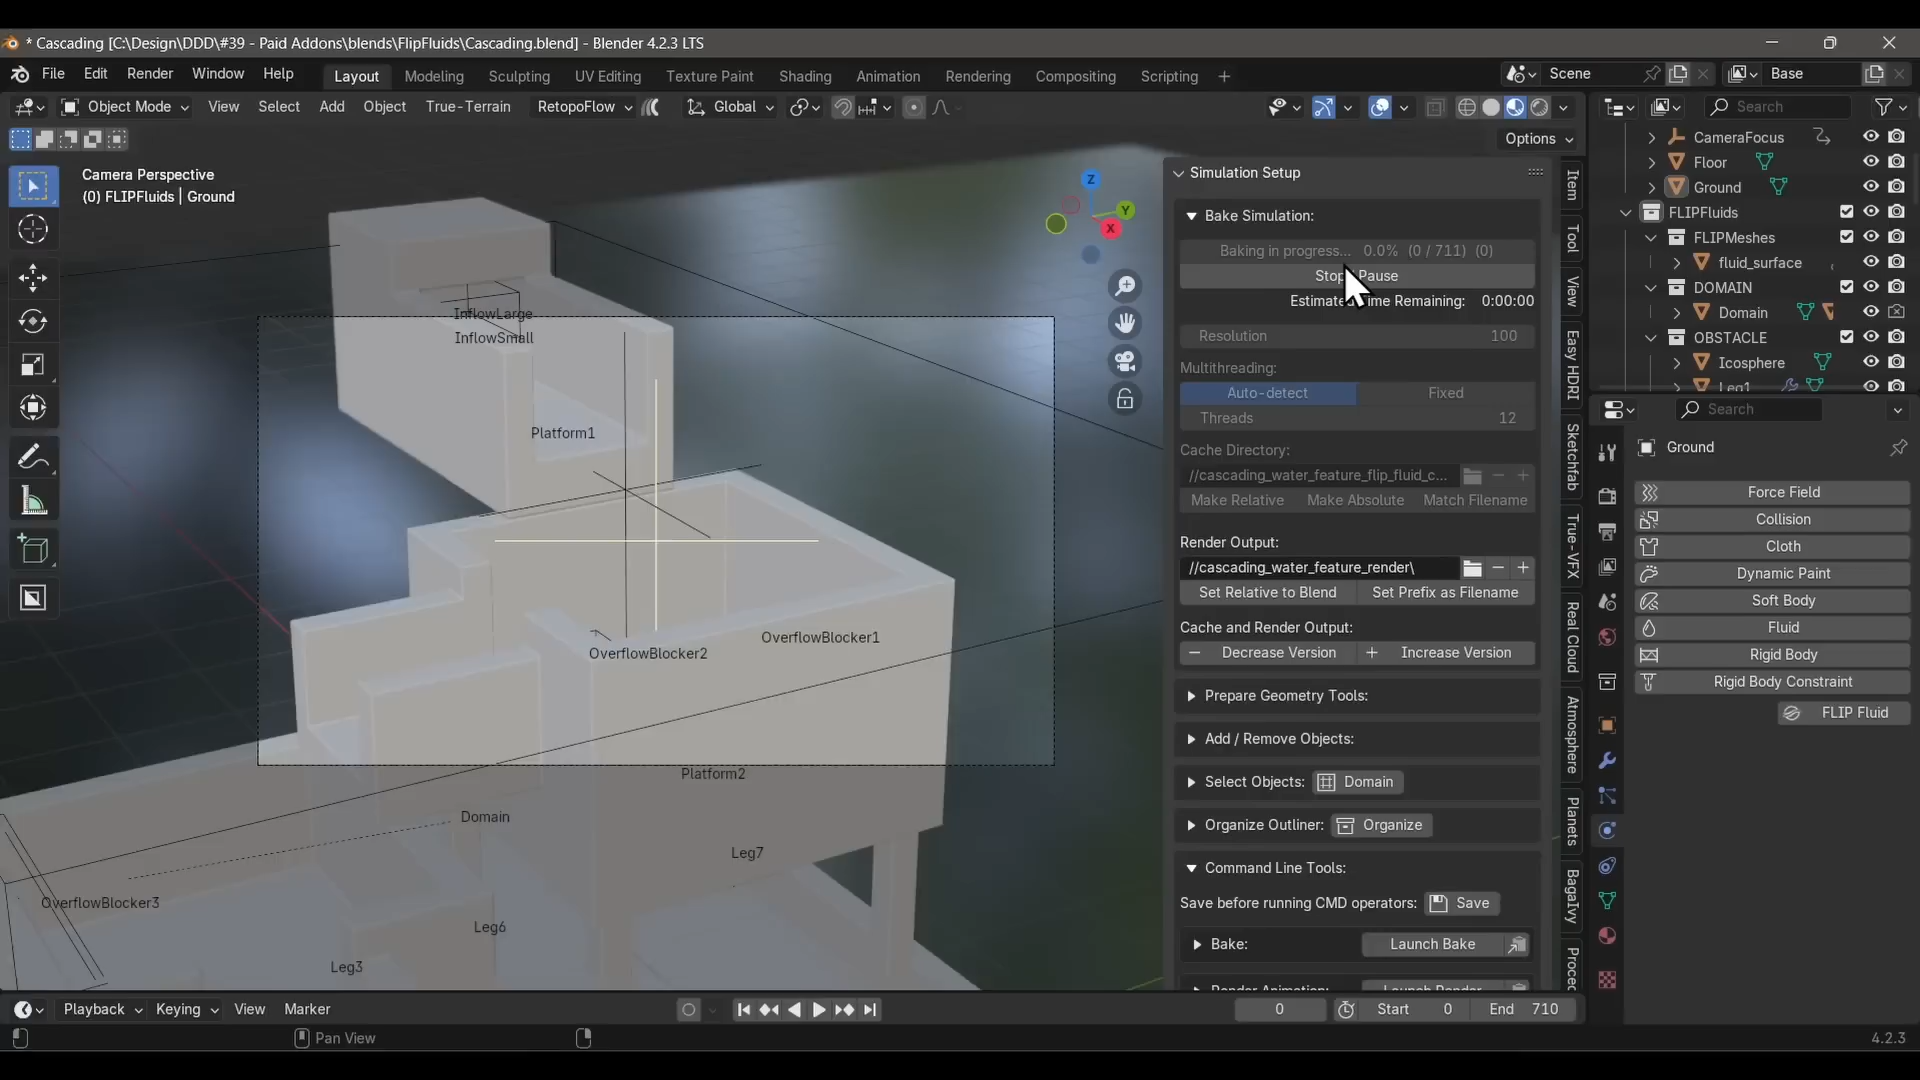 * Cascading [C:\Design\DDD\#39 - Paid Addons\blends\FlipFluids\Cascading.blend] - Blender 4.2.3 LTS
File Edit Render Window Help Layout Modeling Sculpting UV Editing Texture Paint Shading Animation Rendering Compositing Scripting + Scene Base
Object Mode View Select Add Object True-Terrain RetopoFlow Global Search
Options
Camera Perspective
(0) FLIPFluids | Ground
Z
Y
X
InflowLarge
InflowSmall
Platform1
OverflowBlocker1
OverflowBlocker2
Platform2
Domain
Leg7
OverflowBlocker3
Leg6
Leg3
Simulation Setup
Bake Simulation:
Baking in progress... 0.0% (0 / 711) (0)
Stop Pause
Estimated Time Remaining: 0:00:00
Resolution 100
Multithreading:
Auto-detect Fixed
Threads 12
Cache Directory:
//cascading_water_feature_flip_fluid_c...
Make Relative Make Absolute Match Filename
Render Output:
//cascading_water_feature_render\
Set Relative to Blend Set Prefix as Filename
Cache and Render Output:
Decrease Version Increase Version
Prepare Geometry Tools:
Add / Remove Objects:
Select Objects: Domain
Organize Outliner: Organize
Command Line Tools:
Save before running CMD operators: Save
Bake: Launch Bake
Render Animation: Launch Render
Item
Tool
View
Easy HDRI
Sketchfab
True-VFX
Real Cloud
Atmosphere
Planets
BagaIvy
Proced
CameraFocus
Floor
Ground
FLIPFluids
FLIPMeshes
fluid_surface
DOMAIN
Domain
OBSTACLE
Icosphere
Leg1
Search
Ground
Force Field
Collision
Cloth
Dynamic Paint
Soft Body
Fluid
Rigid Body
Rigid Body Constraint
FLIP Fluid
Playback Keying View Marker 0 Start 0 End 710
Pan View 4.2.3